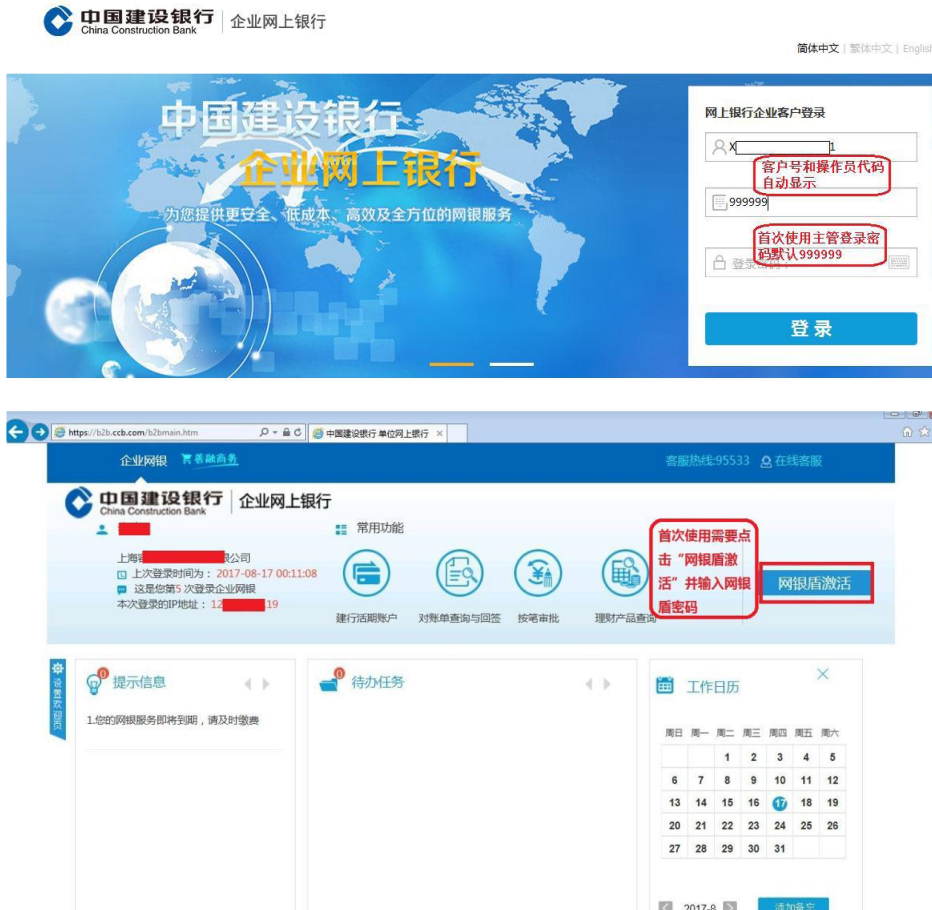 中国建设银行
China Construction Bank
企业网上银行
简体中文 | 繁体中文 | English
中国建设银行
企业网上银行
为您提供更安全、低成本、高效及全方位的网银服务
网上银行企业客户登录
X 1
客户号和操作员代码
自动显示
999999
首次使用主管登录密
码默认999999
登录
登录
https://b2b.ccb.com/b2bmain.htm
中国建设银行 单位网上银行
企业网银
善融商务
客服热线:95533
在线客服
中国建设银行
China Construction Bank
企业网上银行
常用功能
上海 限公司
上次登录时间为：2017-08-17 00:11:08
这是您第5 次登录企业网银
本次登录的IP地址：12 19
建行活期账户
对账单查询与回签
按笔审批
理财产品查询
首次使用需要点
击“网银盾激
活”并输入网银
盾密码
网银盾激活
设置欢迎页
0
提示信息
1.您的网银服务即将到期，请及时缴费
0
待办任务
工作日历
周日 周一 周二 周三 周四 周五 周六
1 2 3 4 5
6 7 8 9 10 11 12
13 14 15 16 17 18 19
20 21 22 23 24 25 26
27 28 29 30 31
2017-8
添加备忘